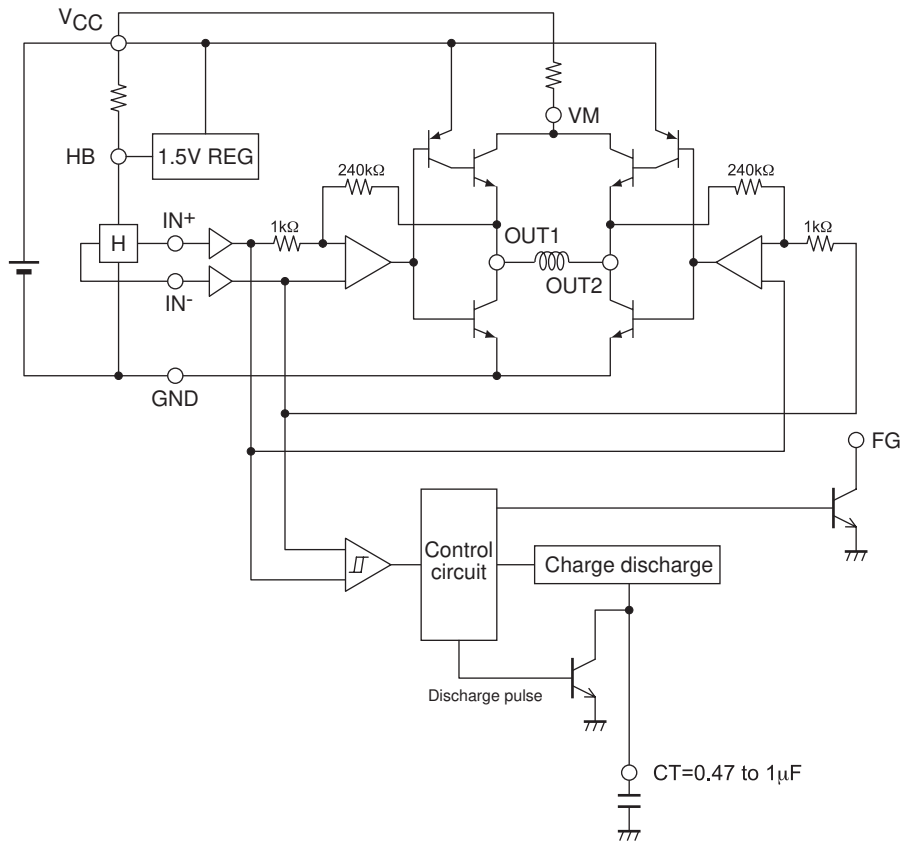 VCC
VM
HB
1.5V REG
240kΩ
240kΩ
IN+
1kΩ
1kΩ
H
OUT1
OUT2
IN-
GND
FG
Control
circuit
Charge discharge
Discharge pulse
CT=0.47 to 1µF